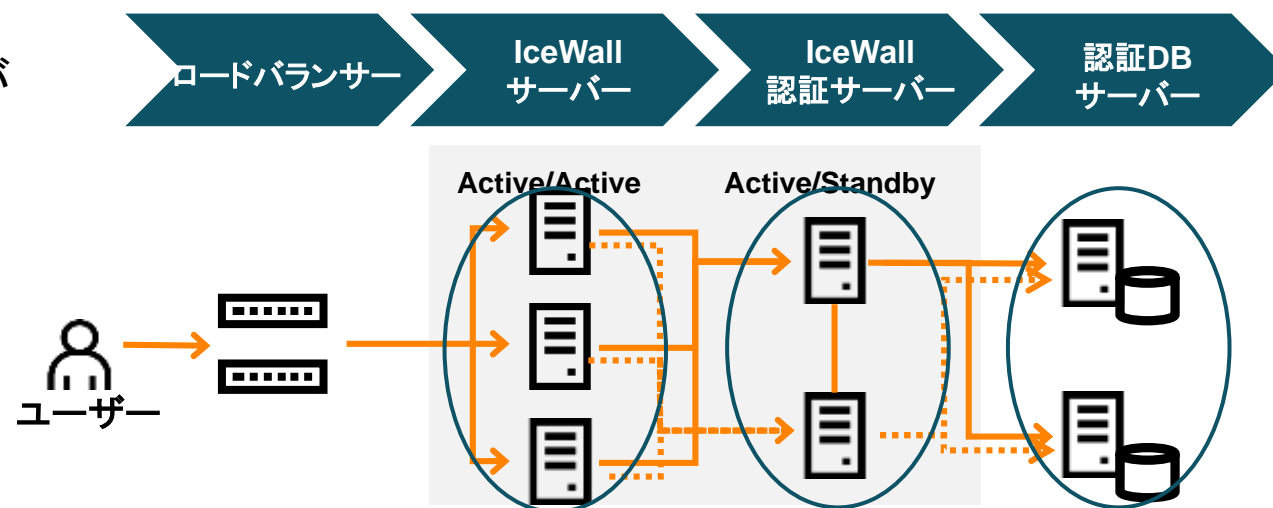 バ
ロードバランサー
IceWall
サーバー
IceWall
認証サーバー
認証DB
サーバー
Active/Active
Active/Standby
ユーザー